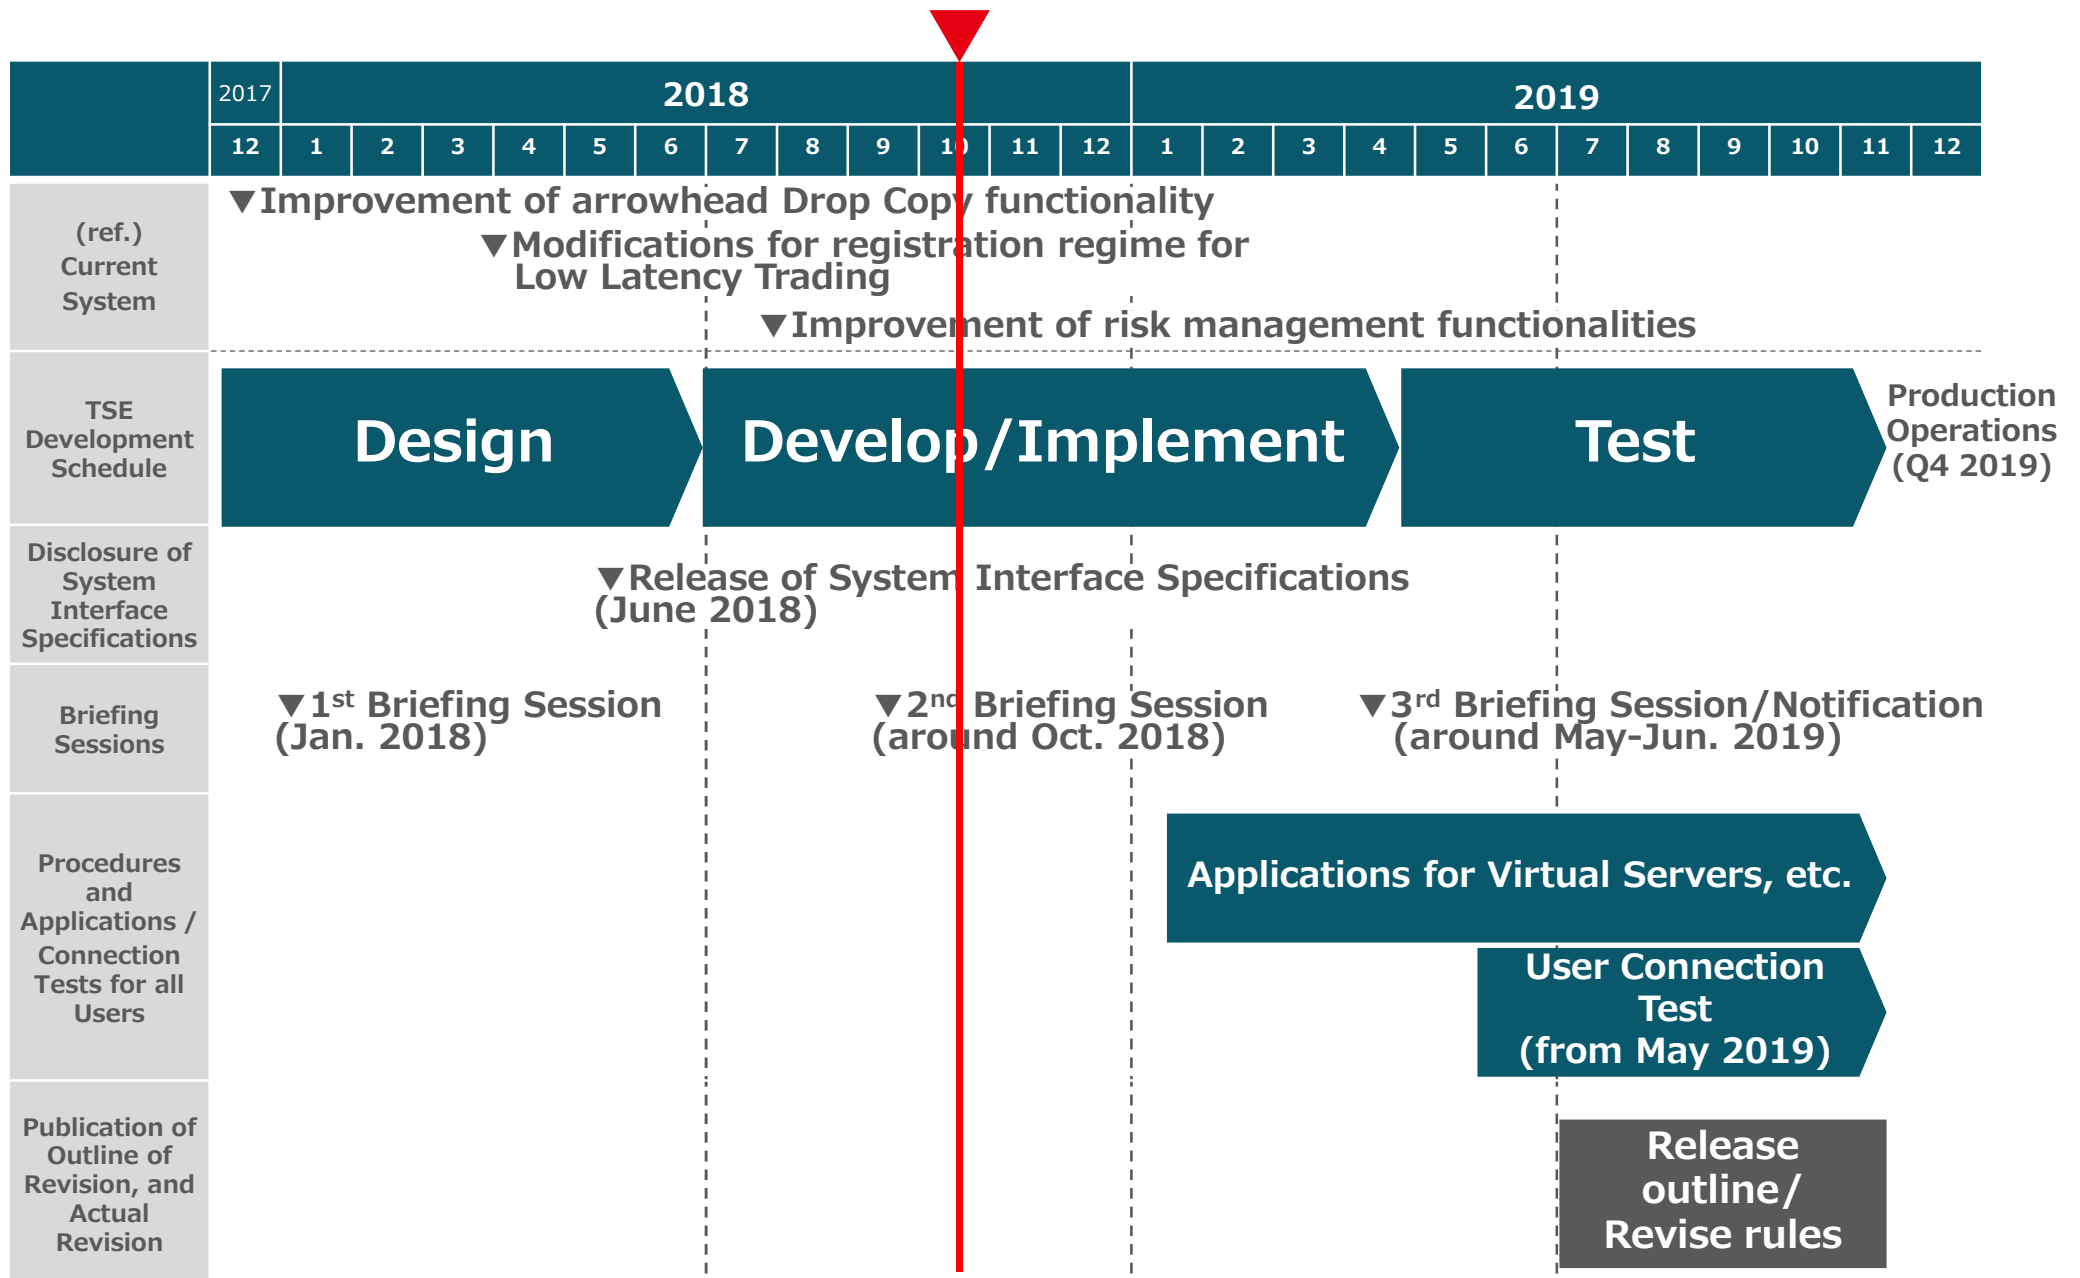 2017
2018
2019
12 1 2 3 4 5 6 7 8 9 10 11 12 1 2 3 4 5 6 7 8 9 10 11 12
(ref.)
Current
System
▼Improvement of arrowhead Drop Copy functionality
▼Modifications for registration regime for
Low Latency Trading
▼Improvement of risk management functionalities
TSE
Development
Schedule
Design
Develop/Implement
Test
Production
Operations
(Q4 2019)
Disclosure of
System
Interface
Specifications
▼Release of System Interface Specifications
(June 2018)
Briefing
Sessions
▼1st Briefing Session
(Jan. 2018)
▼2nd Briefing Session
(around Oct. 2018)
▼3rd Briefing Session/Notification
(around May-Jun. 2019)
Procedures
and
Applications /
Connection
Tests for all
Users
Applications for Virtual Servers, etc.
User Connection
Test
(from May 2019)
Publication of
Outline of
Revision, and
Actual
Revision
Release
outline/
Revise rules